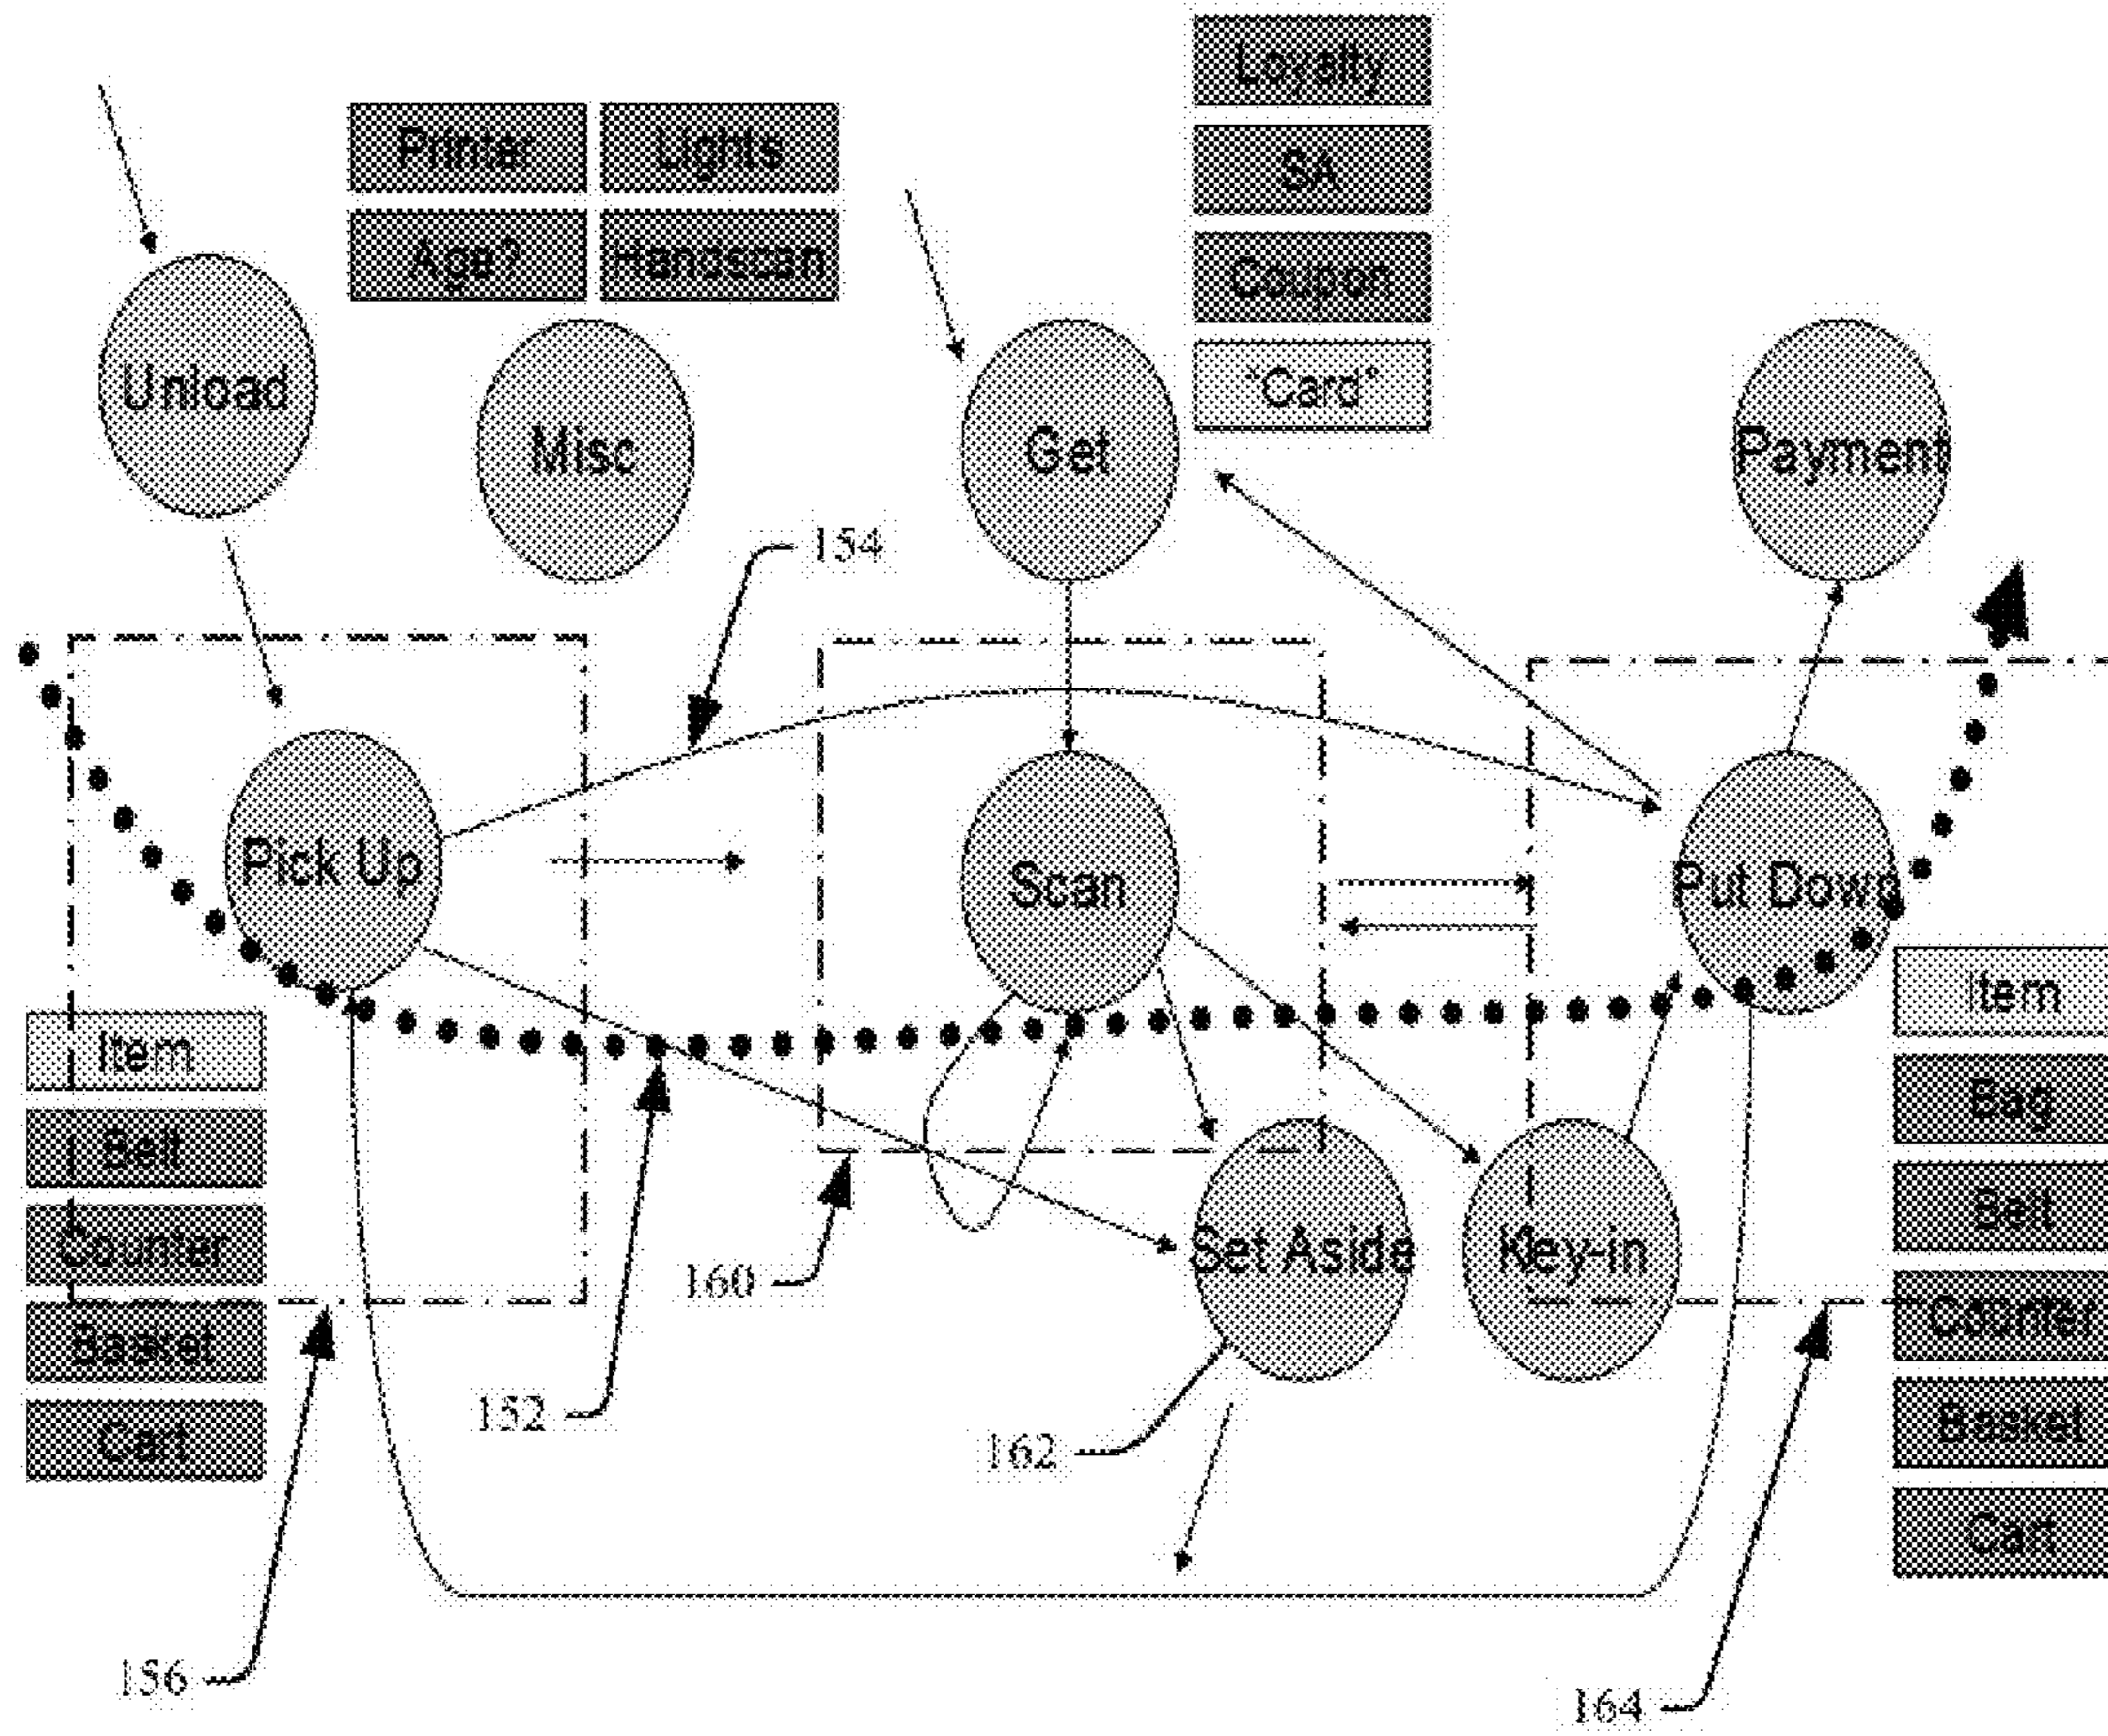 Loyalty
Printer
Lights
SA
Age?
Handscan
Coupon
"Card"
Unload
Misc
Get
Payment
154
Pick Up
Scan
Put Down
Item
Item
Belt
Bag
Counter
Belt
Set Aside
Key-in
160
Basket
Counter
152
Cart
162
Basket
Cart
156
164